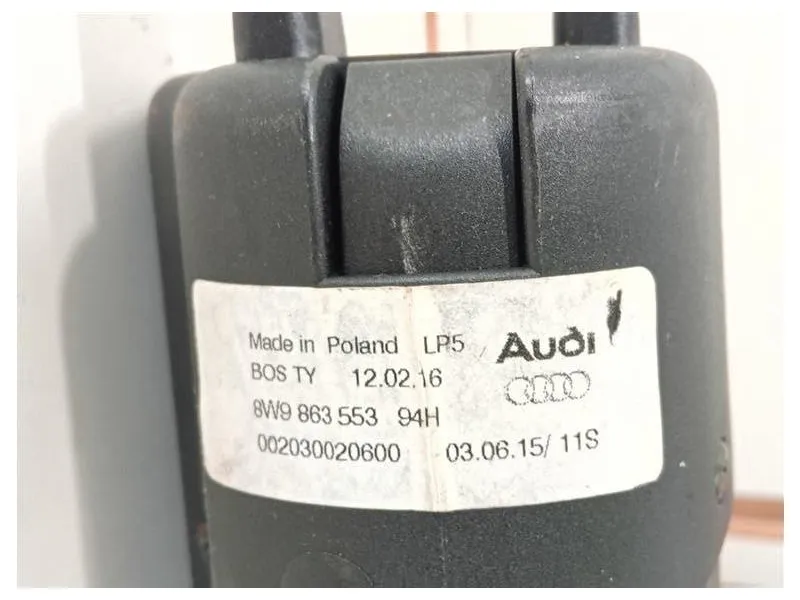 Made in Poland LP5 Audi
BOS TY 12.02.16
8W9 863 553 94H
002030020600 03.06.15/ 11S